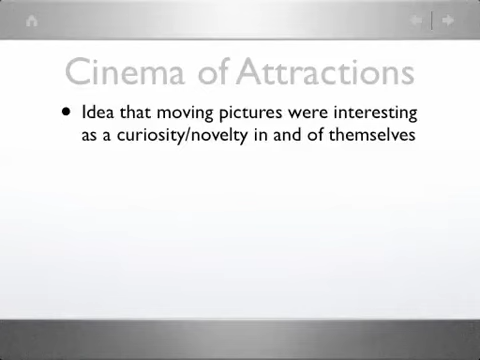 Cinema of Attractions
• Idea that moving pictures were interesting
as a curiosity/novelty in and of themselves